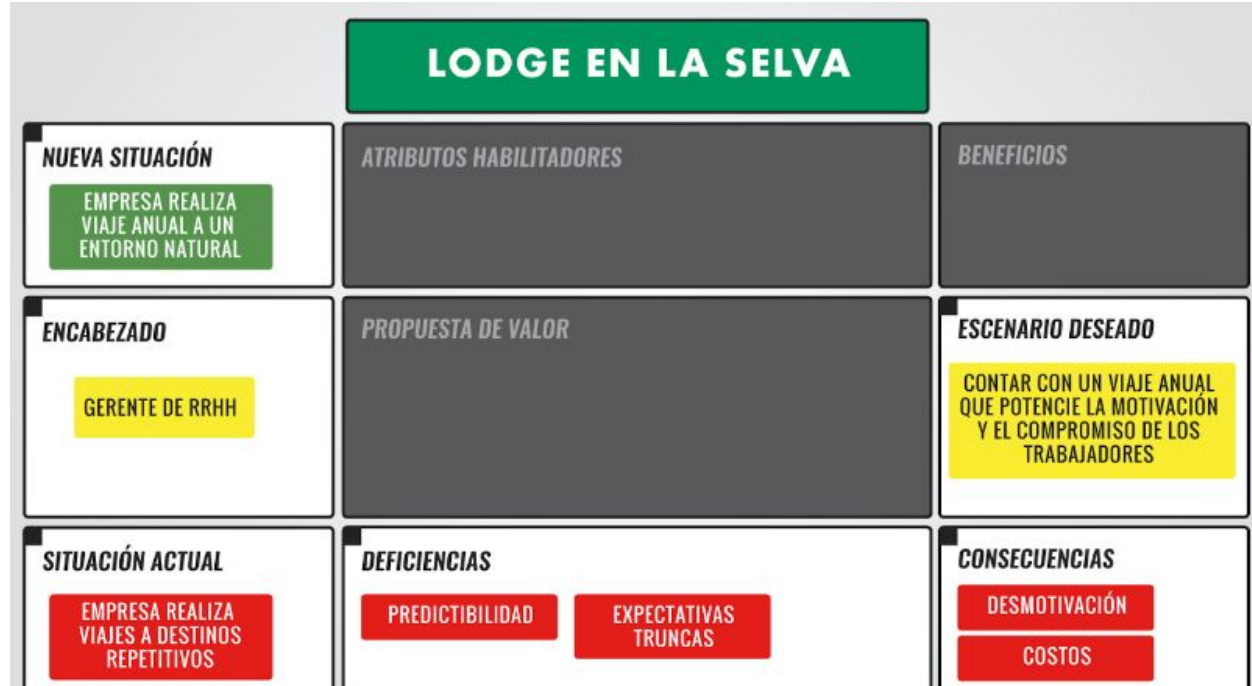 LODGE EN LA SELVA
NUEVA SITUACIÓN
EMPRESA REALIZA
VIAJE ANUAL A UN
ENTORNO NATURAL
ATRIBUTOS HABILITADORES
BENEFICIOS
ENCABEZADO
GERENTE DE RRHH
PROPUESTA DE VALOR
ESCENARIO DESEADO
CONTAR CON UN VIAJE ANUAL
QUE POTENCIE LA MOTIVACIÓN
Y EL COMPROMISO DE LOS
TRABAJADORES
SITUACIÓN ACTUAL
EMPRESA REALIZA
VIAJES A DESTINOS
REPETITIVOS
DEFICIENCIAS
PREDICTIBILIDAD
EXPECTATIVAS
TRUNCAS
CONSECUENCIAS
DESMOTIVACIÓN
COSTOS